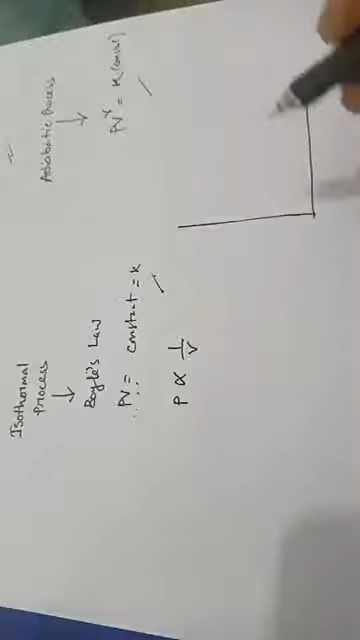 Isothermal
Process
↓
Boyle's Law
PV = constant = K
P ∝ 1/V
Adiabatic Process
↓
PV^γ = K (const)